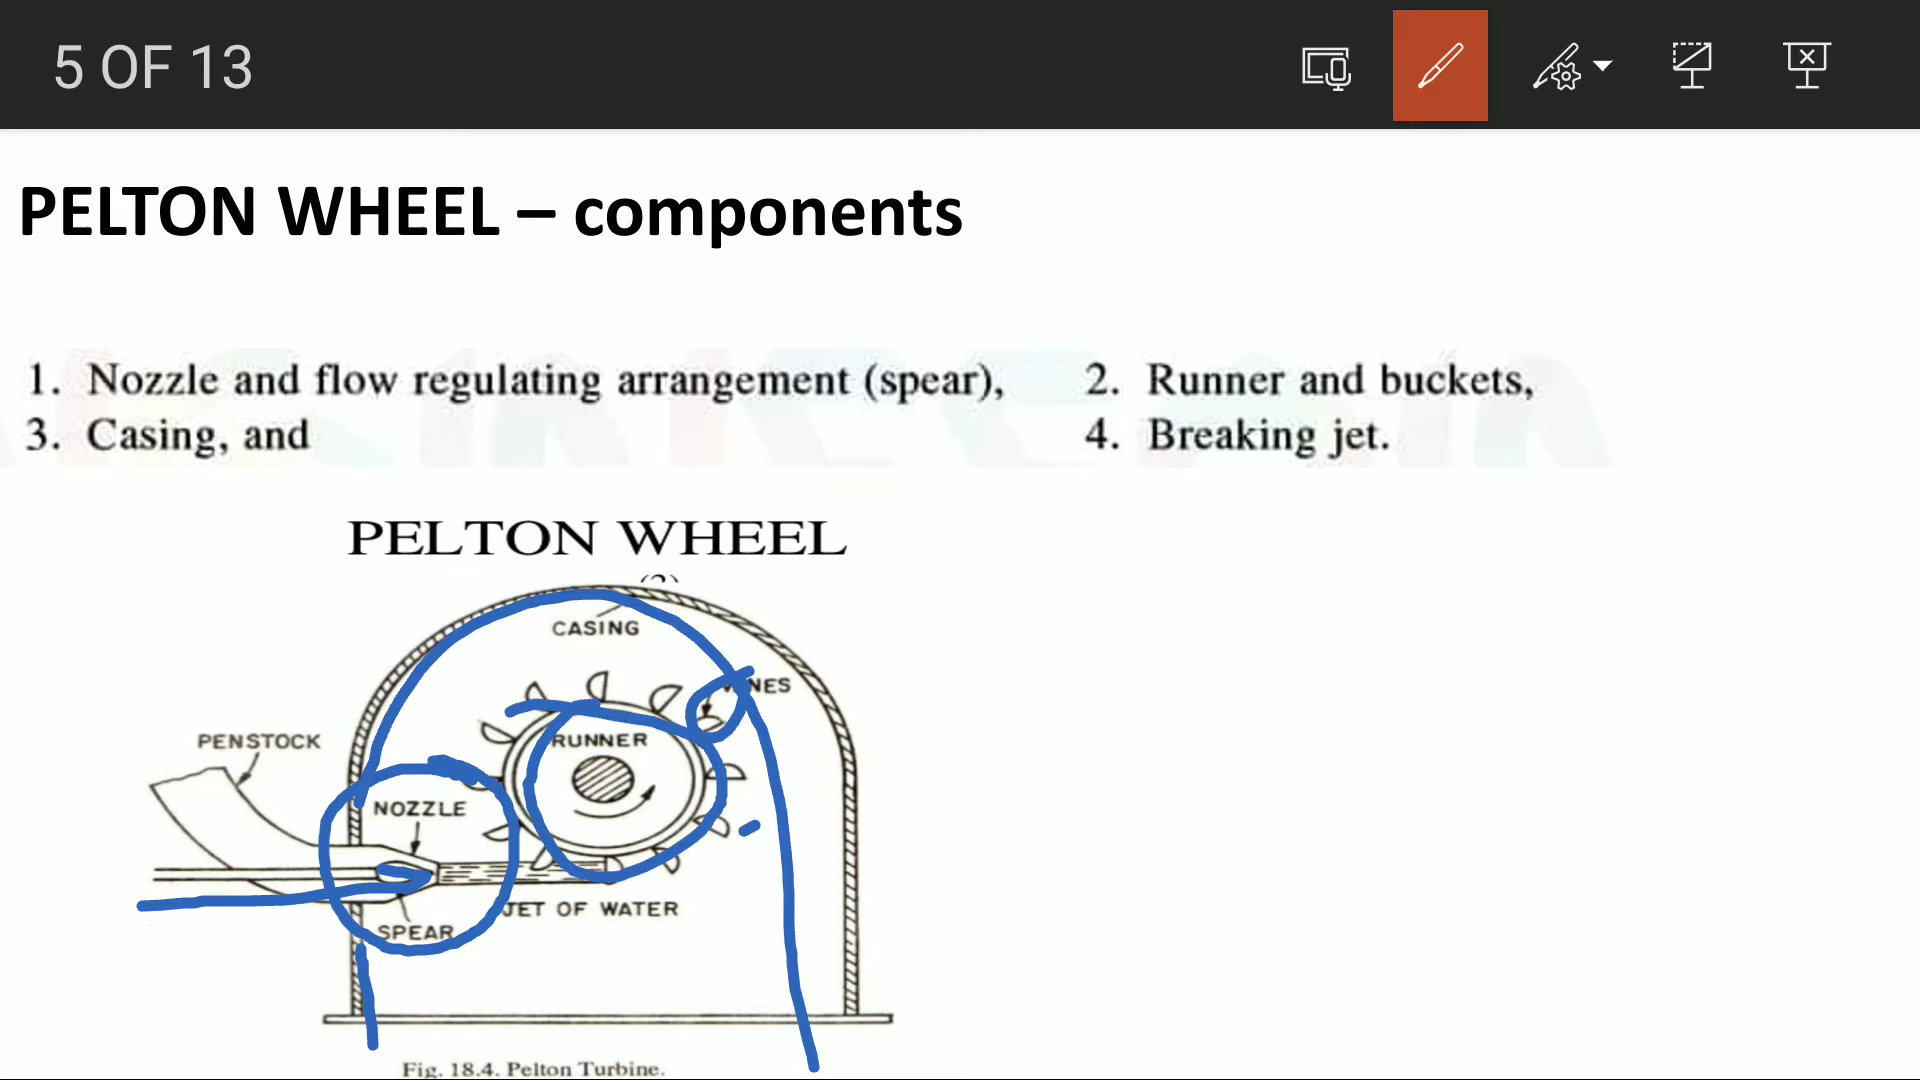 5 OF 13
PELTON WHEEL – components
1. Nozzle and flow regulating arrangement (spear), 2. Runner and buckets,
3. Casing, and 4. Breaking jet.
PELTON WHEEL
CASING
PENSTOCK
RUNNER
NOZZLE
JET OF WATER
SPEAR
Fig. 18.4. Pelton Turbine.